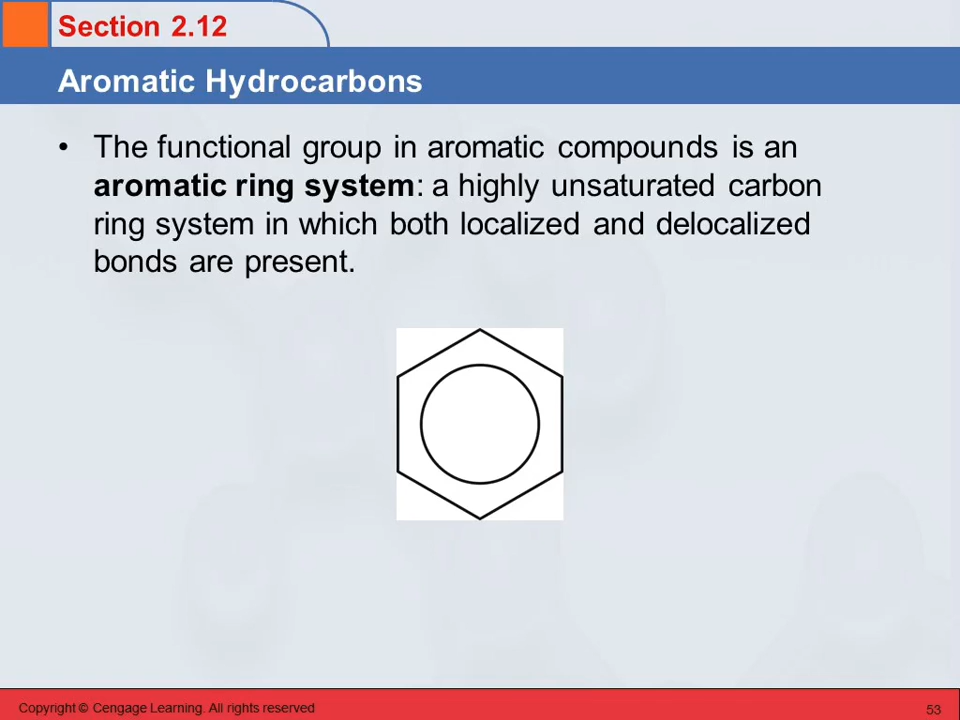 Section 2.12
Aromatic Hydrocarbons
• The functional group in aromatic compounds is an
aromatic ring system: a highly unsaturated carbon
ring system in which both localized and delocalized
bonds are present.
Copyright © Cengage Learning. All rights reserved
53